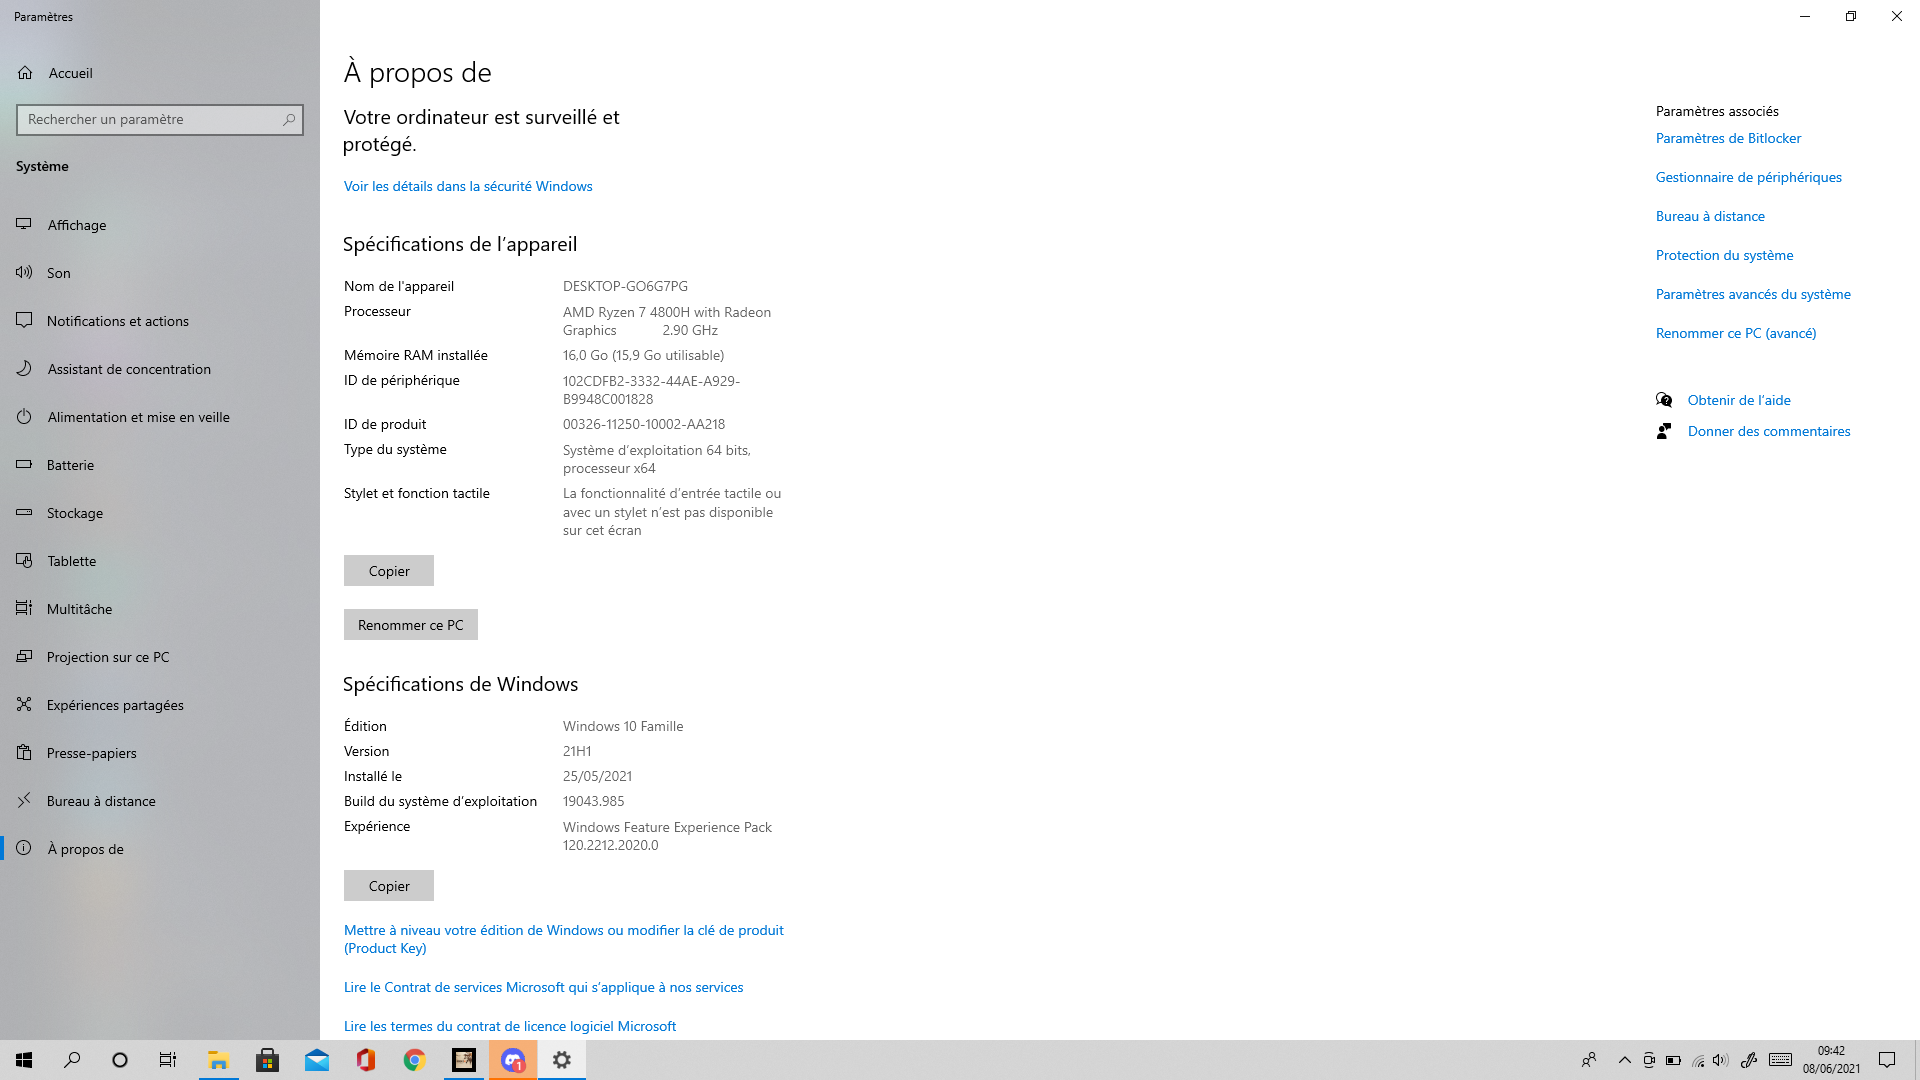 Paramètres
Accueil
Rechercher un paramètre
Système
Affichage
Son
Notifications et actions
Assistant de concentration
Alimentation et mise en veille
Batterie
Stockage
Tablette
Multitâche
Projection sur ce PC
Expériences partagées
Presse-papiers
Bureau à distance
À propos de
À propos de
Votre ordinateur est surveillé et
protégé.
Voir les détails dans la sécurité Windows
Spécifications de l’appareil
Nom de l'appareil DESKTOP-GO6G7PG
Processeur AMD Ryzen 7 4800H with Radeon
Graphics 2.90 GHz
Mémoire RAM installée 16,0 Go (15,9 Go utilisable)
ID de périphérique 102CDFB2-3332-44AE-A929-
B9948C001828
ID de produit 00326-11250-10002-AA218
Type du système Système d’exploitation 64 bits,
processeur x64
Stylet et fonction tactile La fonctionnalité d’entrée tactile ou
avec un stylet n’est pas disponible
sur cet écran
Copier
Renommer ce PC
Spécifications de Windows
Édition Windows 10 Famille
Version 21H1
Installé le 25/05/2021
Build du système d’exploitation 19043.985
Expérience Windows Feature Experience Pack
120.2212.2020.0
Copier
Mettre à niveau votre édition de Windows ou modifier la clé de produit
(Product Key)
Lire le Contrat de services Microsoft qui s’applique à nos services
Lire les termes du contrat de licence logiciel Microsoft
Paramètres associés
Paramètres de Bitlocker
Gestionnaire de périphériques
Bureau à distance
Protection du système
Paramètres avancés du système
Renommer ce PC (avancé)
Obtenir de l’aide
Donner des commentaires
1
09:42
08/06/2021